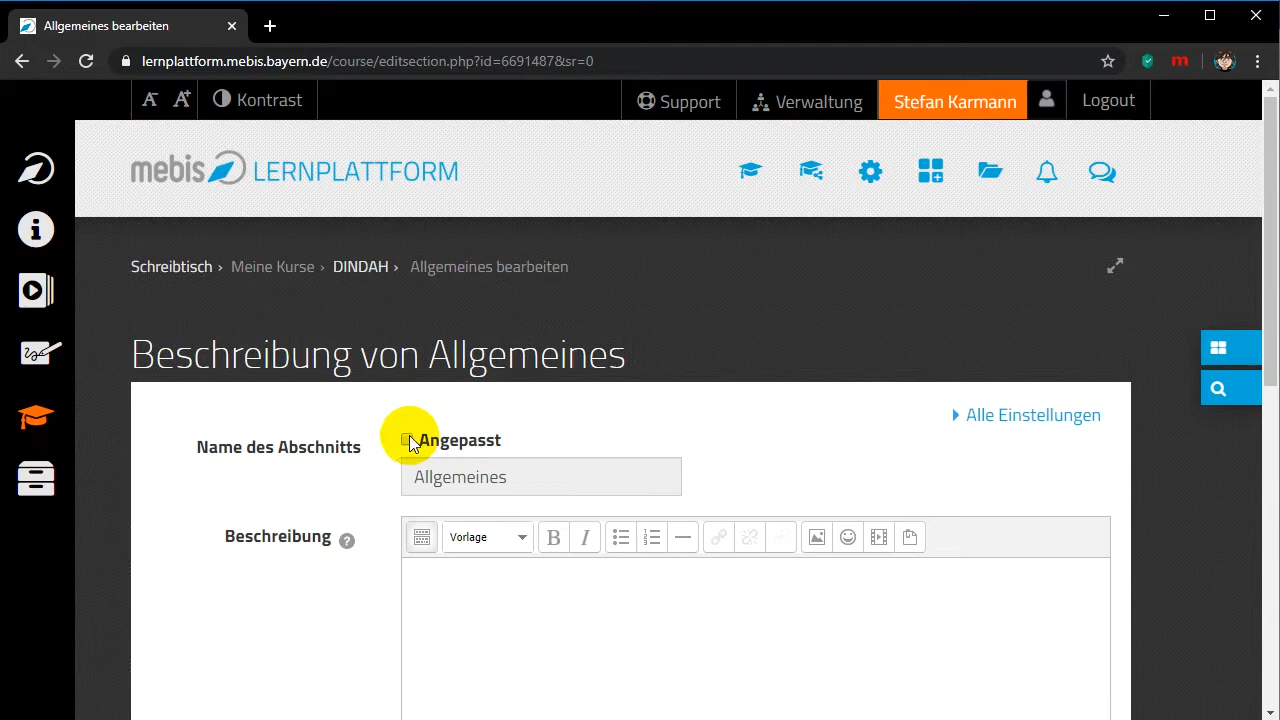 Allgemeines bearbeiten
lernplattform.mebis.bayern.de/course/editsection.php?id=6691487&sr=0
A A Kontrast Support Verwaltung Stefan Karmann Logout
mebis LERNPLATTFORM
Schreibtisch › Meine Kurse › DINDAH › Allgemeines bearbeiten
Beschreibung von Allgemeines
Alle Einstellungen
Name des Abschnitts Angepasst
Allgemeines
Beschreibung ?
Vorlage B I